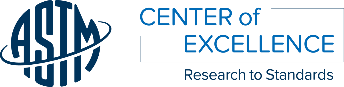 ASTM
CENTER of
EXCELLENCE
Research to Standards